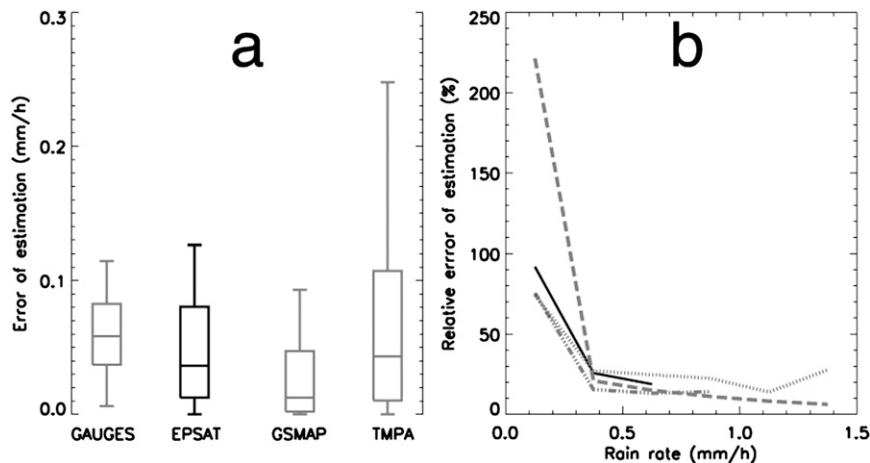 a
Error of estimation (mm/h)
0.3
0.2
0.1
0.0
GAUGES EPSAT GSMAP TMPA
b
Relative errror of estimation (%)
250
200
150
100
50
0
0.0 0.5 1.0 1.5
Rain rate (mm/h)